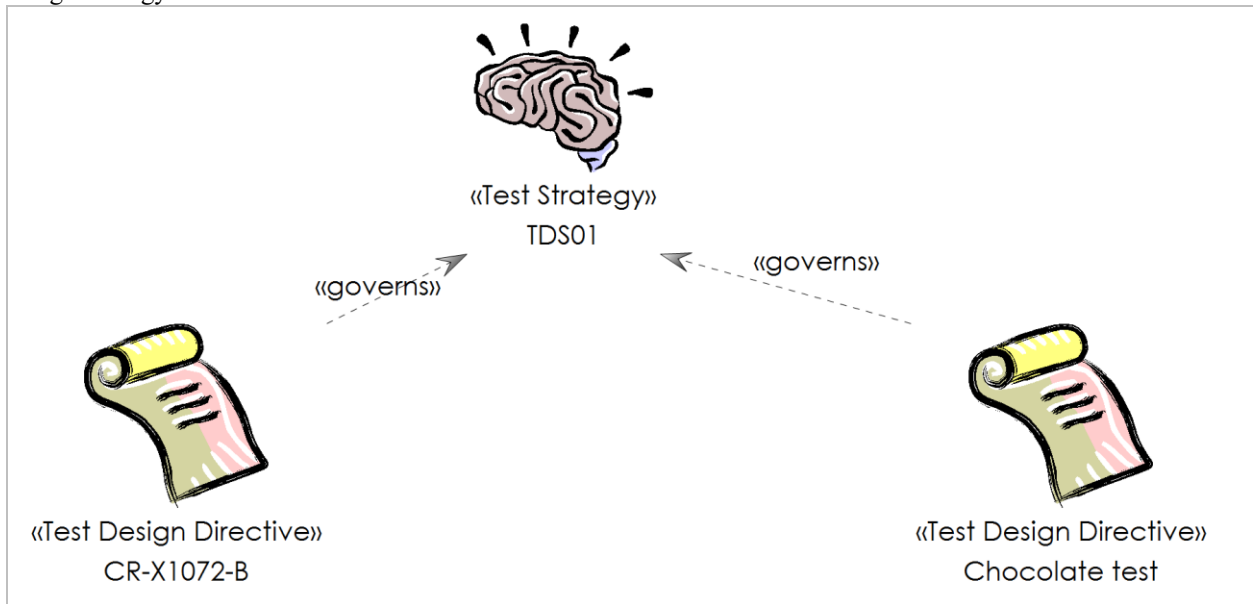 «Test Strategy»
TDS01
«governs»
«governs»
«Test Design Directive»
CR-X1072-B
«Test Design Directive»
Chocolate test